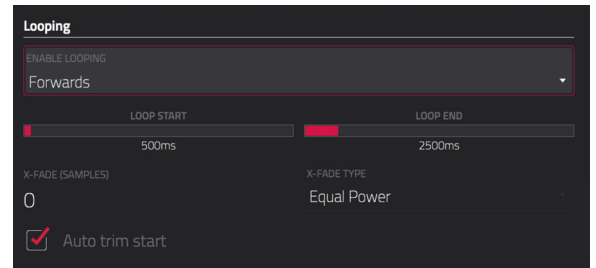 Looping
ENABLE LOOPING
Forwards
LOOP START LOOP END
500ms 2500ms
X-FADE (SAMPLES) X-FADE TYPE
0 Equal Power
Auto trim start